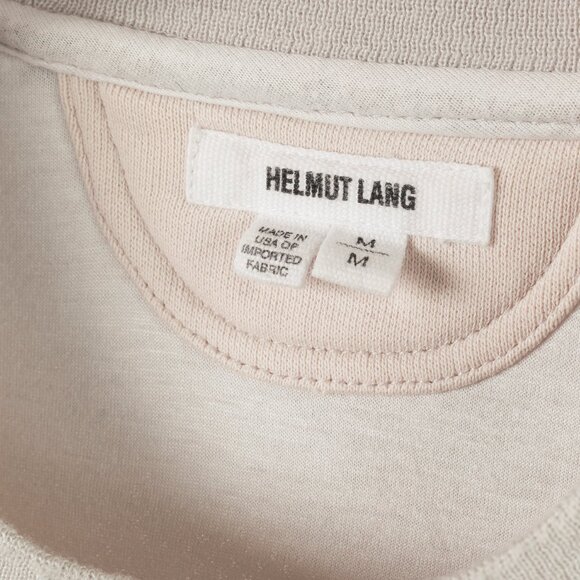 HELMUT LANG
MADE IN
USA OF
IMPORTED
FABRIC
M
M